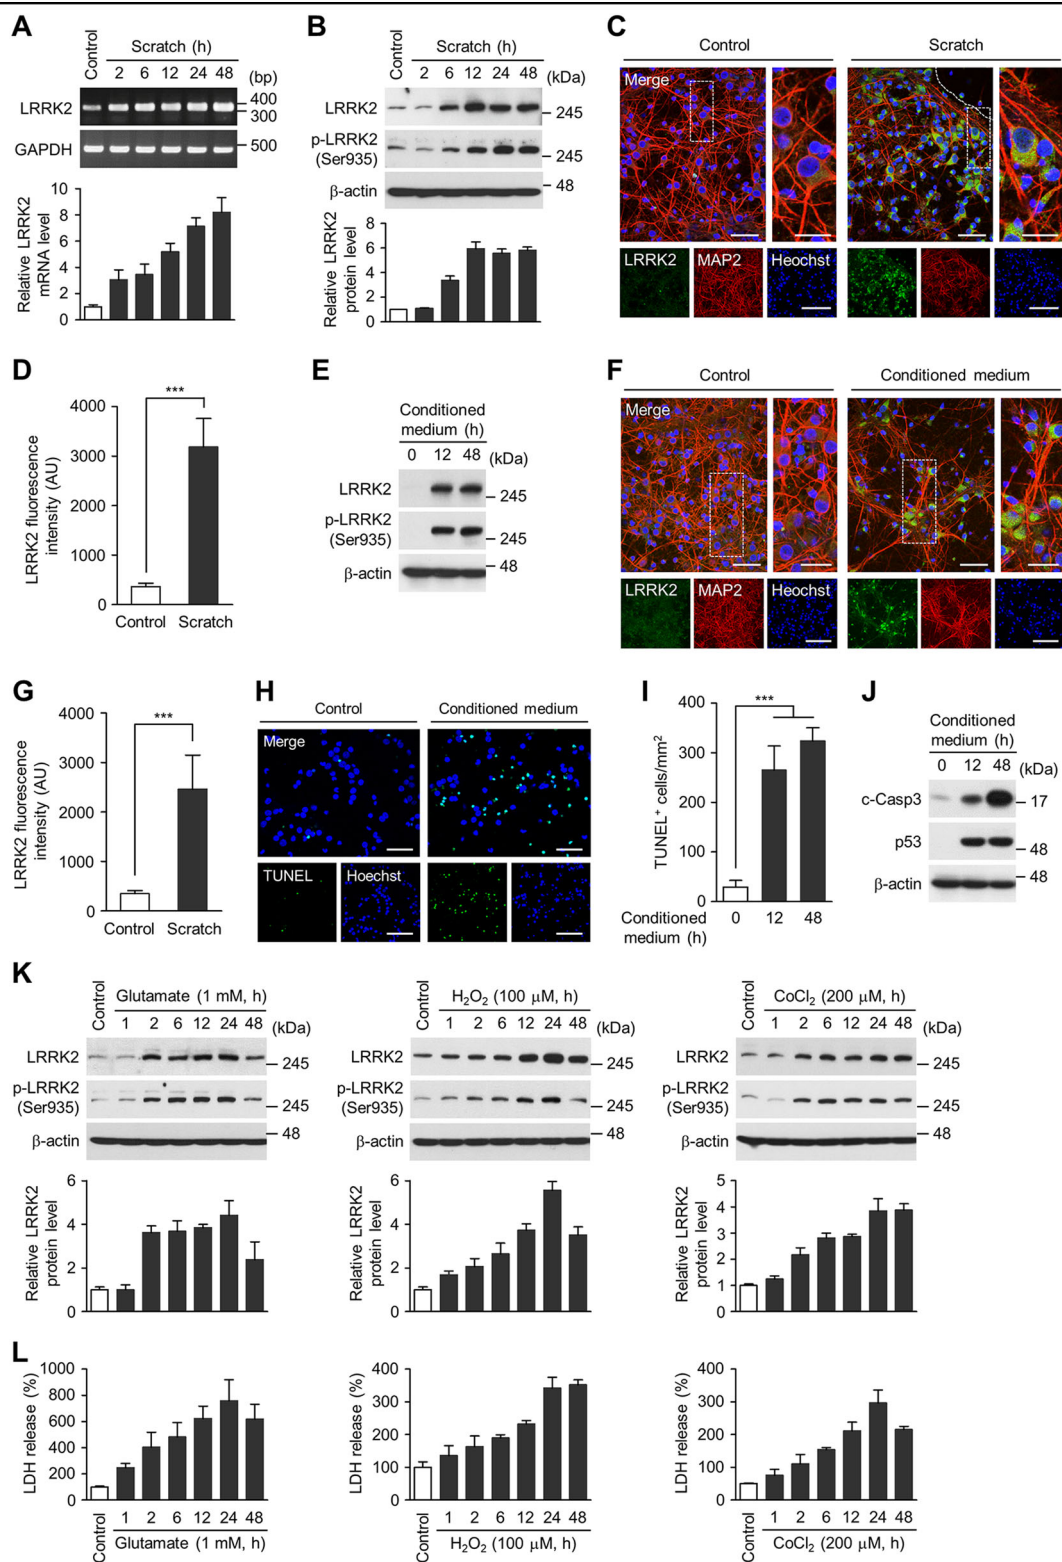 A
Control
Scratch (h)
2 6 12 24 48 (bp)
LRRK2
400
300
GAPDH
500
Relative LRRK2
mRNA level
10
8
6
4
2
0
B
Control
Scratch (h)
2 6 12 24 48 (kDa)
LRRK2
245
p-LRRK2
(Ser935)
245
β-actin
48
Relative LRRK2
protein level
8
6
4
2
0
C
Control
Scratch
Merge
LRRK2
MAP2
Heochst
D
LRRK2 fluorescence
intensity (AU)
4000
3000
2000
1000
0
***
Control
Scratch
E
Conditioned
medium (h)
0 12 48 (kDa)
LRRK2
245
p-LRRK2
(Ser935)
245
β-actin
48
F
Control
Conditioned medium
Merge
LRRK2
MAP2
Heochst
G
LRRK2 fluorescence
intensity (AU)
4000
3000
2000
1000
0
***
Control
Scratch
H
Control
Conditioned medium
Merge
TUNEL
Hoechst
I
TUNEL+ cells/mm2
400
300
200
100
0
***
Conditioned
medium (h)
0 12 48
J
Conditioned
medium (h)
0 12 48 (kDa)
c-Casp3
17
p53
48
β-actin
48
K
Control
Glutamate (1 mM, h)
1 2 6 12 24 48 (kDa)
LRRK2
245
p-LRRK2
(Ser935)
245
β-actin
48
Relative LRRK2
protein level
6
4
2
0
Control
H2O2 (100 μM, h)
1 2 6 12 24 48 (kDa)
LRRK2
245
p-LRRK2
(Ser935)
245
β-actin
48
Relative LRRK2
protein level
6
4
2
0
Control
CoCl2 (200 μM, h)
1 2 6 12 24 48 (kDa)
LRRK2
245
p-LRRK2
(Ser935)
245
β-actin
48
Relative LRRK2
protein level
5
4
3
2
1
0
L
LDH release (%)
1000
800
600
400
200
0
Control
1 2 6 12 24 48
Glutamate (1 mM, h)
LDH release (%)
400
300
200
100
0
Control
1 2 6 12 24 48
H2O2 (100 μM, h)
LDH release (%)
400
300
200
100
0
Control
1 2 6 12 24 48
CoCl2 (200 μM, h)